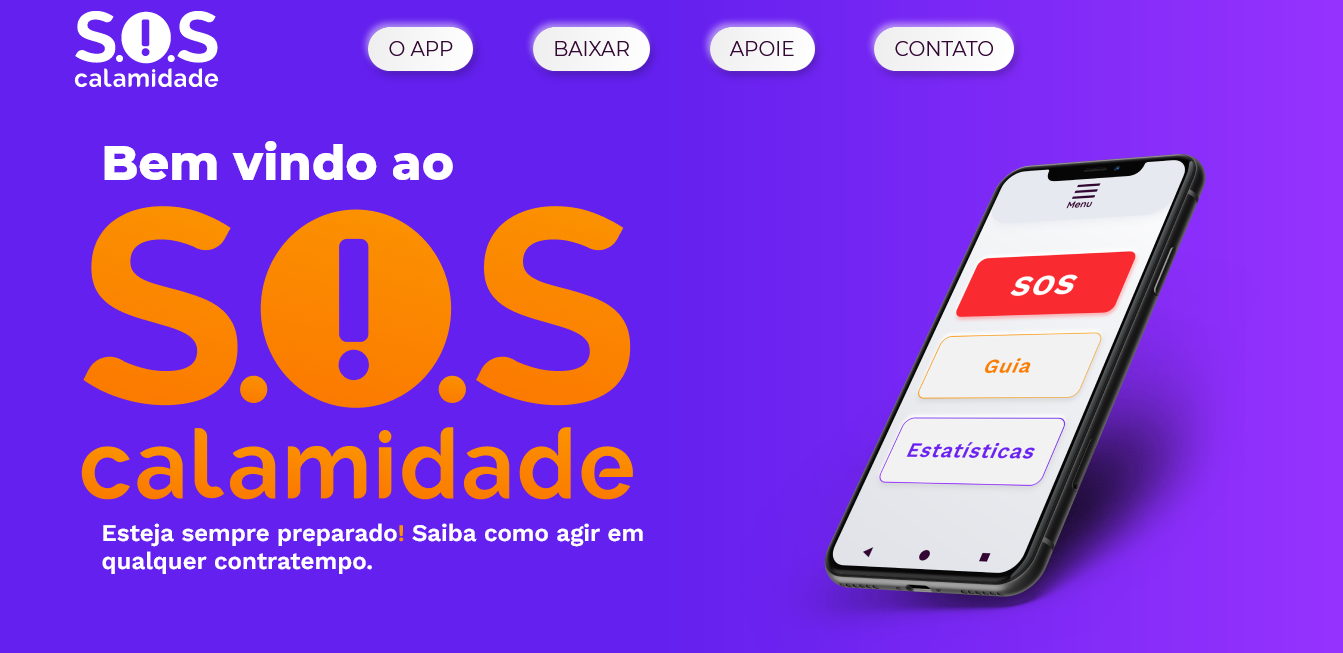 S.O.S
calamidade
O APP
BAIXAR
APOIE
CONTATO
Bem vindo ao
S.O.S
calamidade
Esteja sempre preparado! Saiba como agir em
qualquer contratempo.
Menu
SOS
Guia
Estatísticas